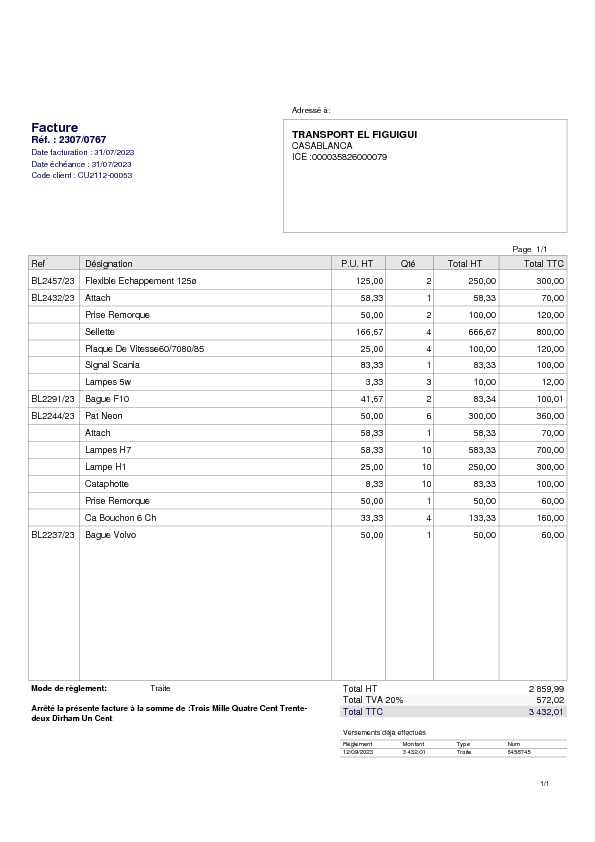 Adressé à:
Facture
Réf. : 2307/0767
Date facturation : 31/07/2023
Date échéance : 31/07/2023
Code client : CU2112-00053
TRANSPORT EL FIGUIGUI
CASABLANCA
ICE :000035826000079
Page 1/1
Ref Désignation P.U. HT Qté Total HT Total TTC
BL2457/23 Flexible Echappement 125ø 125,00 2 250,00 300,00
BL2432/23 Attach 58,33 1 58,33 70,00
Prise Remorque 50,00 2 100,00 120,00
Sellette 166,67 4 666,67 800,00
Plaque De Vitesse60/7080/85 25,00 4 100,00 120,00
Signal Scania 83,33 1 83,33 100,00
Lampes 5w 3,33 3 10,00 12,00
BL2291/23 Bague F10 41,67 2 83,34 100,01
BL2244/23 Pat Neon 50,00 6 300,00 360,00
Attach 58,33 1 58,33 70,00
Lampes H7 58,33 10 583,33 700,00
Lampe H1 25,00 10 250,00 300,00
Cataphotte 8,33 10 83,33 100,00
Prise Remorque 50,00 1 50,00 60,00
Ca Bouchon 6 Ch 33,33 4 133,33 160,00
BL2237/23 Bague Volvo 50,00 1 50,00 60,00
Mode de règlement: Traite
Total HT 2 859,99
Total TVA 20% 572,02
Total TTC 3 432,01
Arrêté la présente facture à la somme de :Trois Mille Quatre Cent Trente-
deux Dirham Un Cent
Versements déjà effectués
Règlement Montant Type Num
12/09/2023 3 432,01 Traite 6458745
1/1